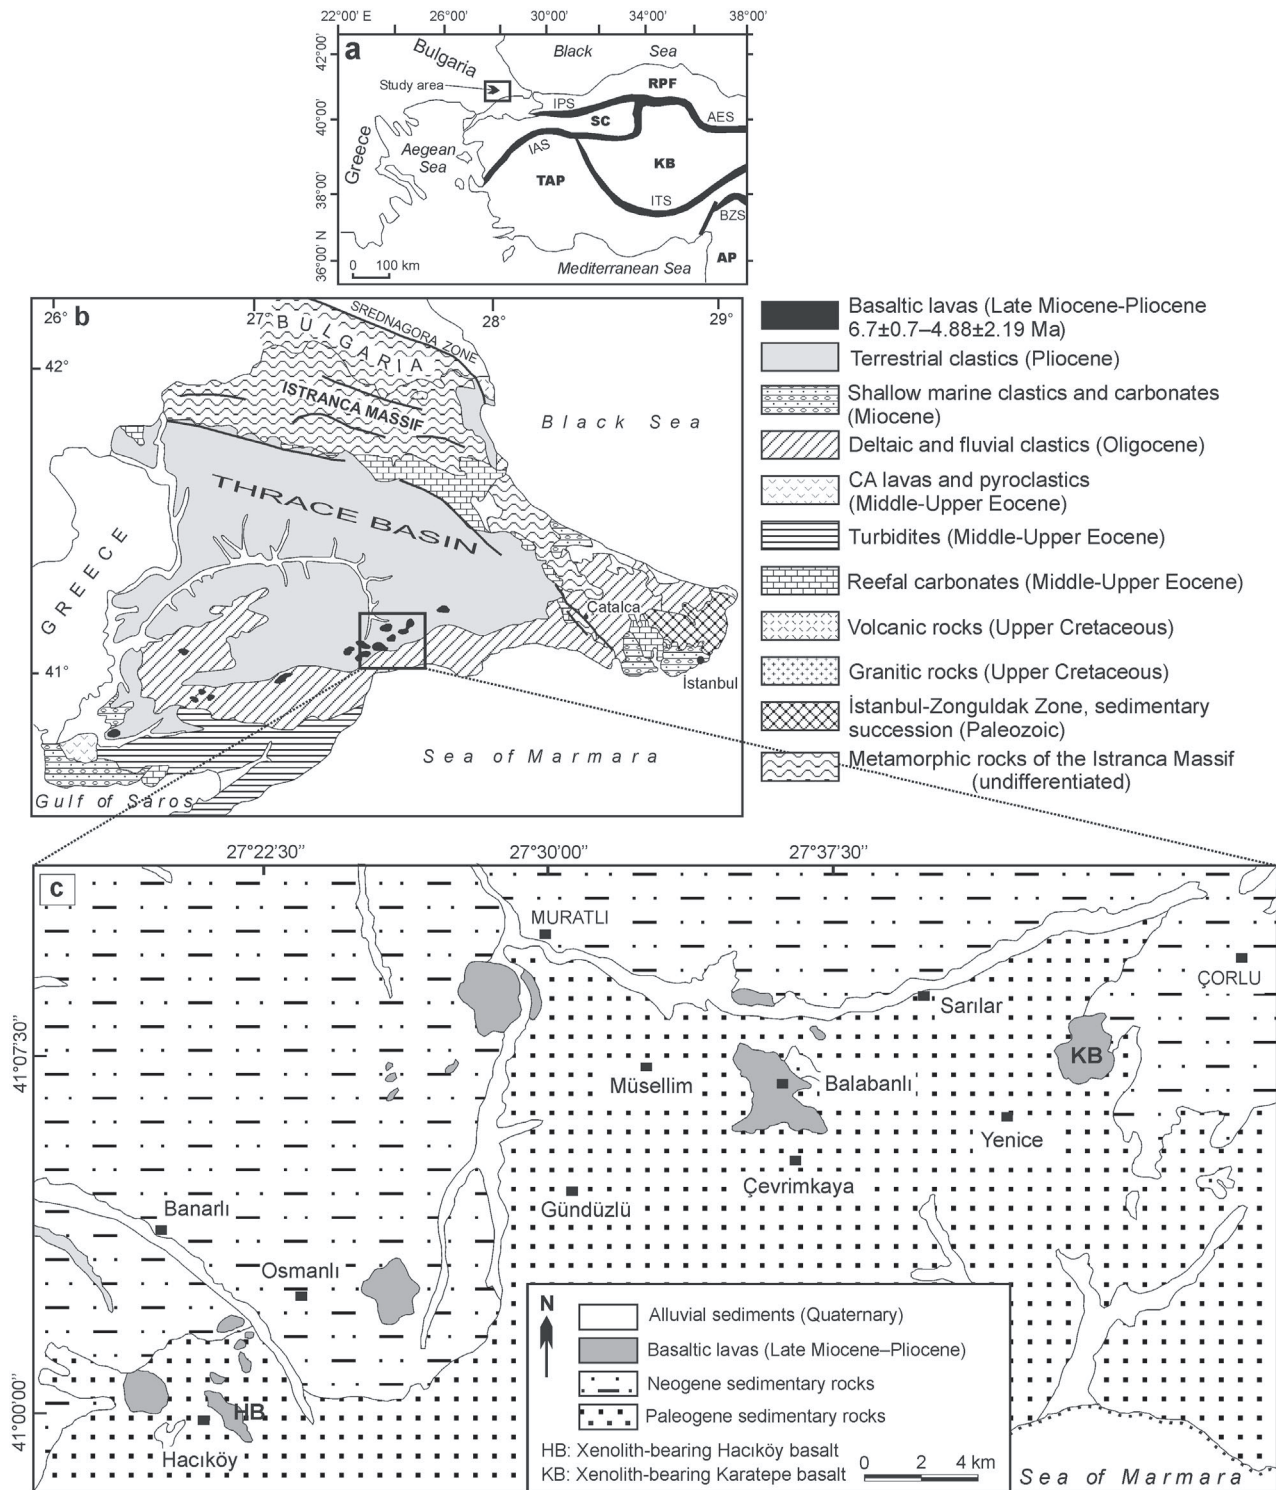 22°00' E
26°00'
30°00'
34°00'
38°00'
42°00'
40°00'
38°00'
36°00' N
a
Bulgaria
Black Sea
Study area
RPF
IPS
SC
AES
Greece
Aegean
Sea
IAS
KB
TAP
ITS
BZS
AP
0 100 km
Mediterranean Sea
26°
b
27°
28°
29°
42°
41°
SREDNAGORA ZONE
BULGARIA
ISTRANCA MASSIF
Black Sea
THRACE BASIN
GREECE
Çatalca
İstanbul
Sea of Marmara
Gulf of Saros
Basaltic lavas (Late Miocene-Pliocene
6.7±0.7–4.88±2.19 Ma)
Terrestrial clastics (Pliocene)
Shallow marine clastics and carbonates
(Miocene)
Deltaic and fluvial clastics (Oligocene)
CA lavas and pyroclastics
(Middle-Upper Eocene)
Turbidites (Middle-Upper Eocene)
Reefal carbonates (Middle-Upper Eocene)
Volcanic rocks (Upper Cretaceous)
Granitic rocks (Upper Cretaceous)
İstanbul-Zonguldak Zone, sedimentary
succession (Paleozoic)
Metamorphic rocks of the Istranca Massif
(undifferentiated)
27°22'30"
27°30'00"
27°37'30"
c
MURATLI
ÇORLU
Sarılar
41°07'30"
KB
Müsellim
Balabanlı
Yenice
Çevrimkaya
Gündüzlü
Banarlı
Osmanlı
41°00'00"
HB
Hacıköy
N
Alluvial sediments (Quaternary)
Basaltic lavas (Late Miocene–Pliocene)
Neogene sedimentary rocks
Paleogene sedimentary rocks
HB: Xenolith-bearing Hacıköy basalt
KB: Xenolith-bearing Karatepe basalt
0 2 4 km
Sea of Marmara